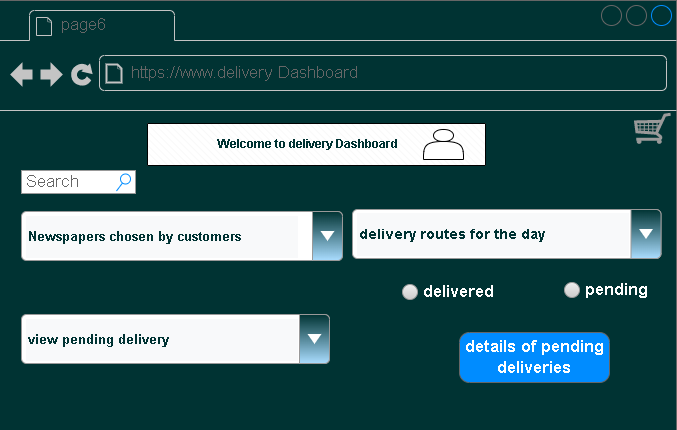 page6
https://www.delivery Dashboard
Welcome to delivery Dashboard
Search
Newspapers chosen by customers
delivery routes for the day
delivered
pending
view pending delivery
details of pending
deliveries